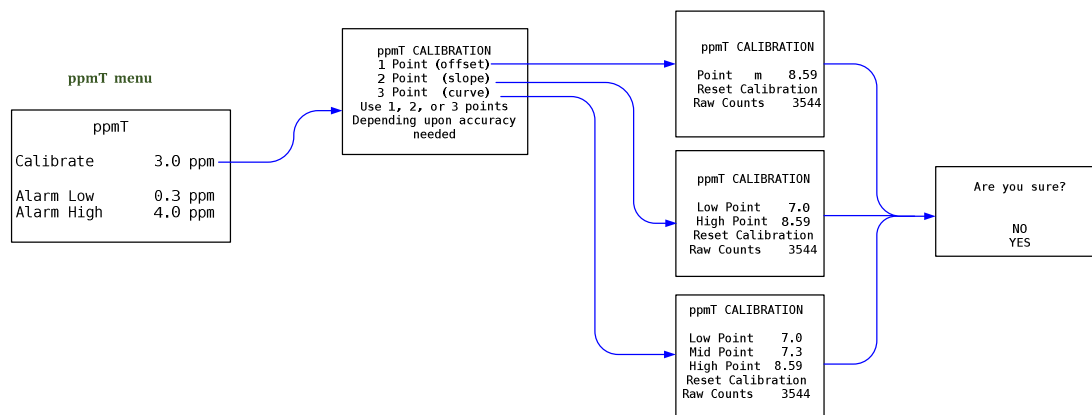 ppmT menu
ppmT
Calibrate 3.0 ppm
Alarm Low 0.3 ppm
Alarm High 4.0 ppm
ppmT CALIBRATION
1 Point (offset)
2 Point (slope)
3 Point (curve)
Use 1, 2, or 3 points
Depending upon accuracy
needed
ppmT CALIBRATION
Point m 8.59
Reset Calibration
Raw Counts 3544
ppmT CALIBRATION
Low Point 7.0
High Point 8.59
Reset Calibration
Raw Counts 3544
ppmT CALIBRATION
Low Point 7.0
Mid Point 7.3
High Point 8.59
Reset Calibration
Raw Counts 3544
Are you sure?
NO
YES